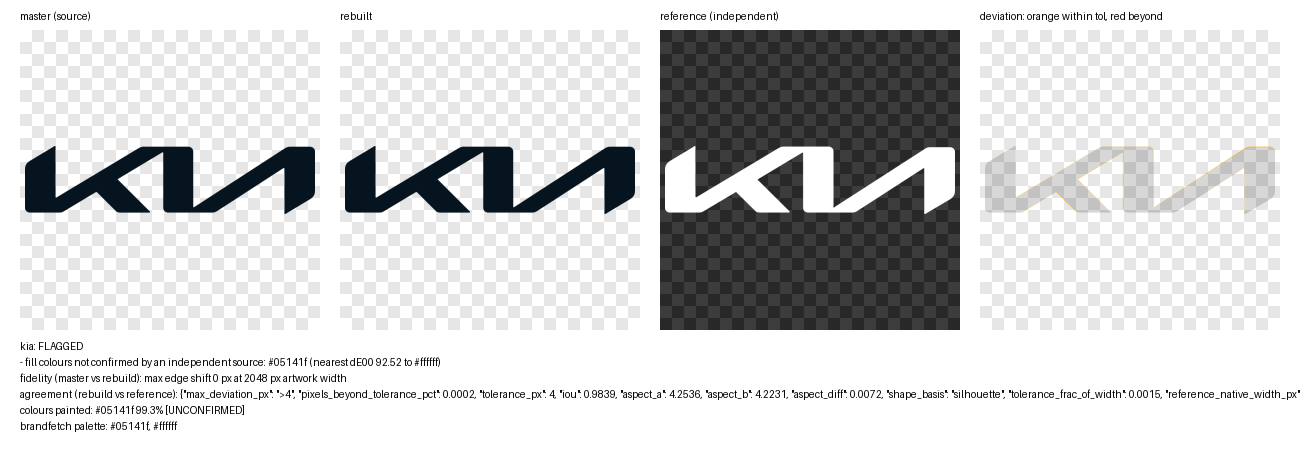 master (source)
rebuilt
reference (independent)
deviation: orange within tol, red beyond
KIA
KIA
KIA
KIA
kia: FLAGGED
- fill colours not confirmed by an independent source: #05141f (nearest dE00 92.52 to #ffffff)
fidelity (master vs rebuild): max edge shift 0 px at 2048 px artwork width
agreement (rebuild vs reference): {"max_deviation_px": ">4", "pixels_beyond_tolerance_pct": 0.0002, "tolerance_px": 4, "iou": 0.9839, "aspect_a": 4.2536, "aspect_b": 4.2231, "aspect_diff": 0.0072, "shape_basis": "silhouette", "tolerance_frac_of_width": 0.0015, "reference_native_width_px"
colours painted: #05141f 99.3% [UNCONFIRMED]
brandfetch palette: #05141f, #ffffff